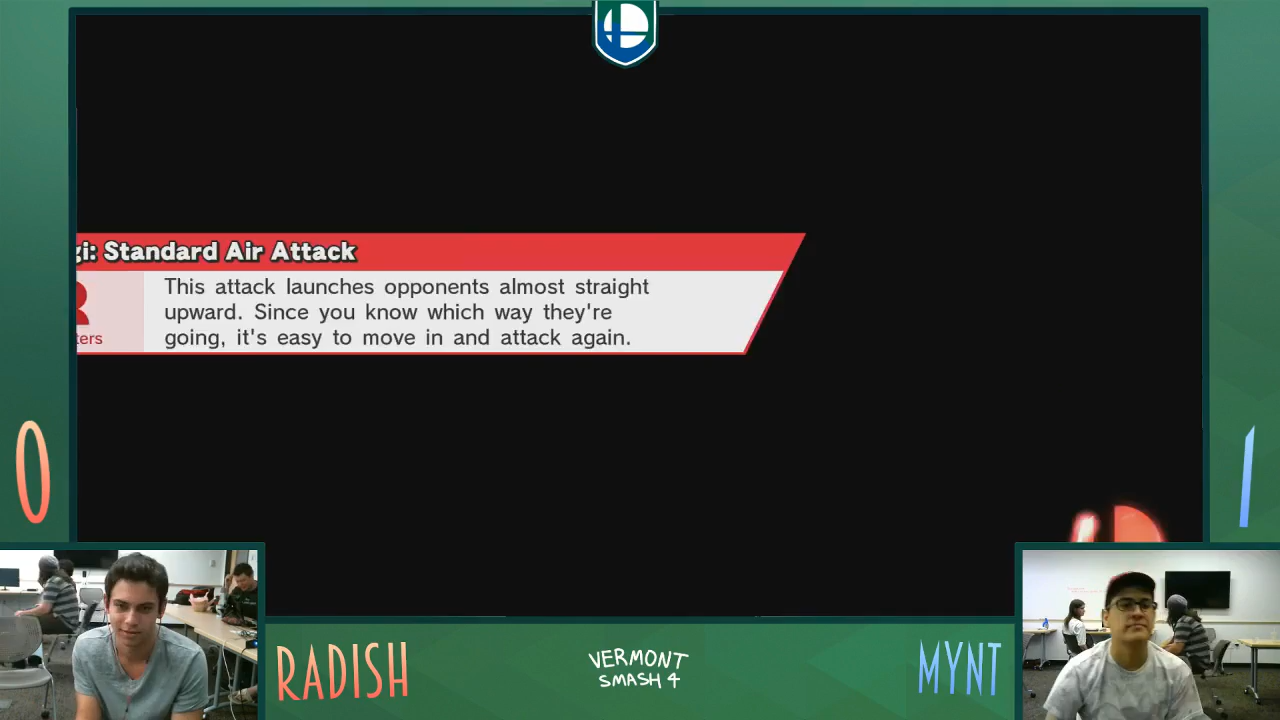 gi: Standard Air Attack
This attack launches opponents almost straight
upward. Since you know which way they're
going, it's easy to move in and attack again.
ters
0
1
RADISH
VERMONT
SMASH 4
MYNT